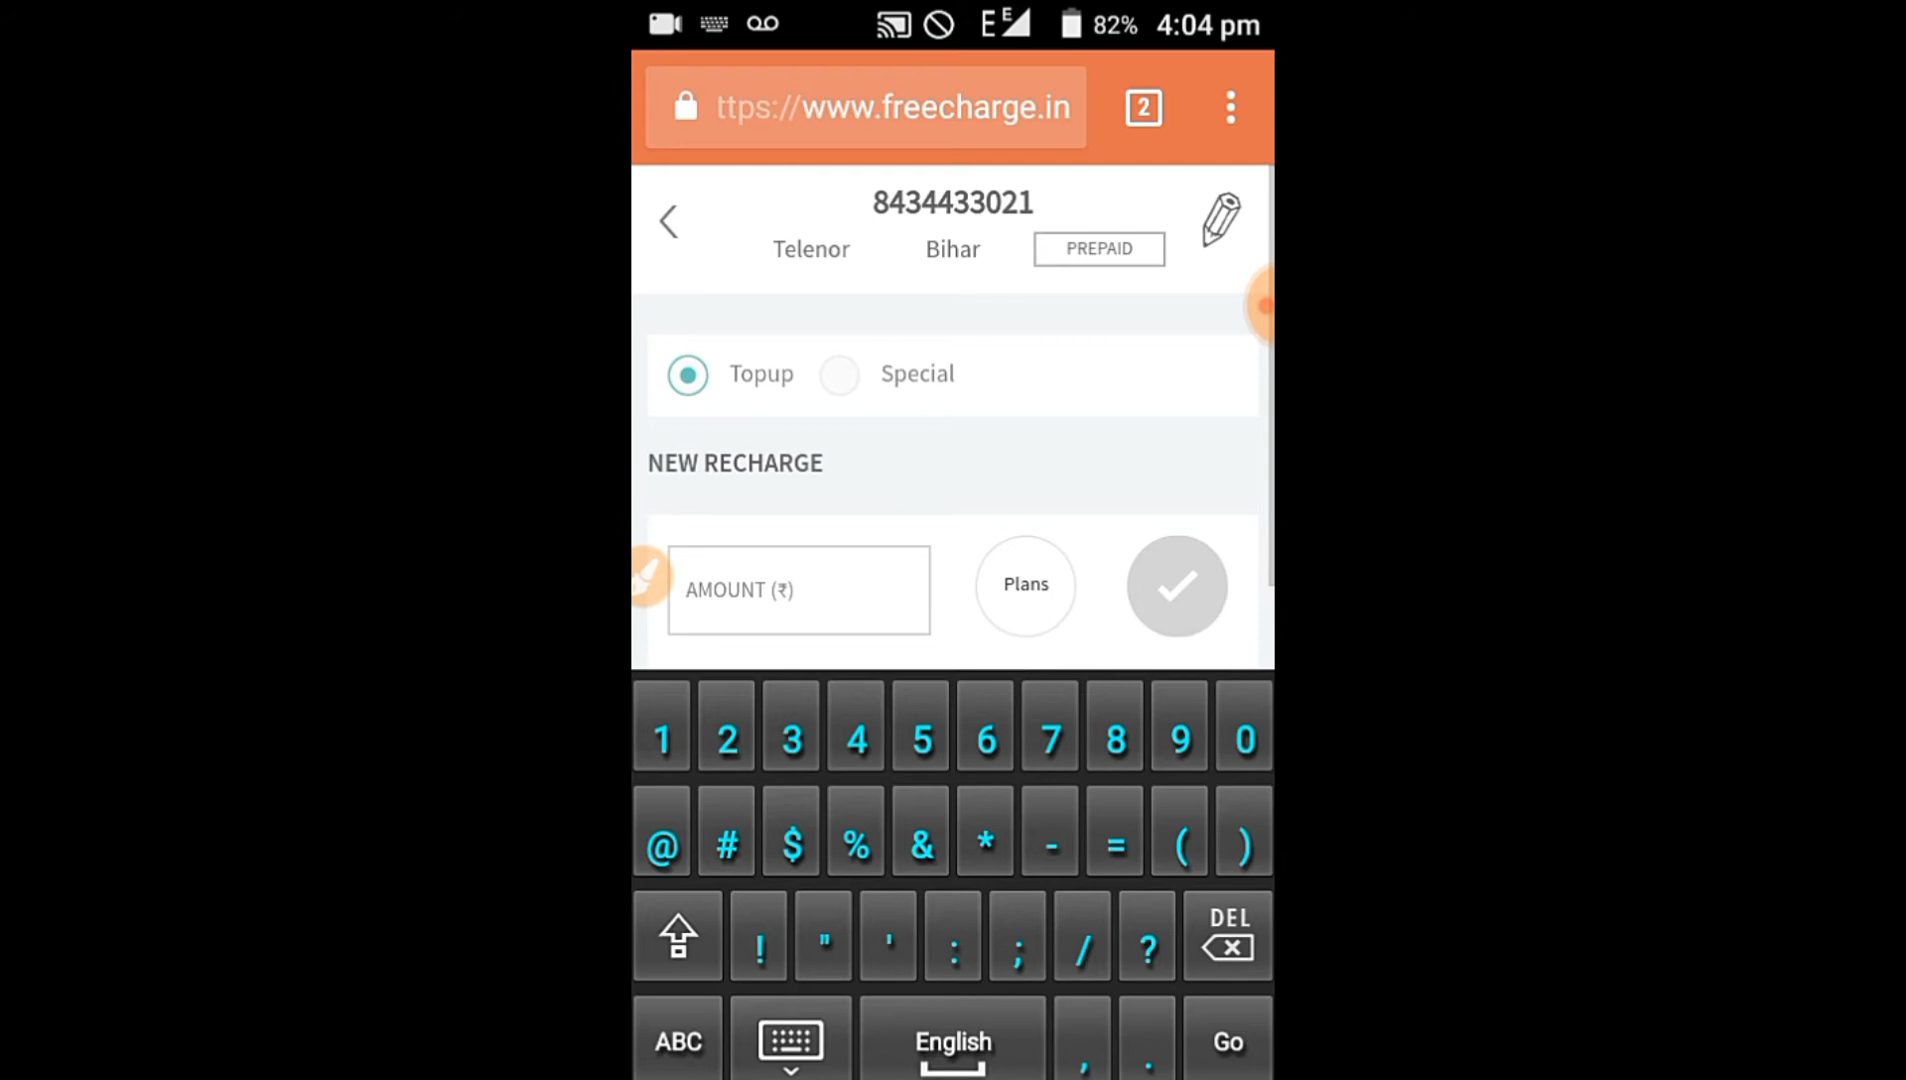 82% 4:04 pm
ttps://www.freecharge.in 2
8434433021
Telenor Bihar PREPAID
Topup Special
NEW RECHARGE
AMOUNT (₹) Plans
1 2 3 4 5 6 7 8 9 0
@ # $ % & * - = ( )
! " ' : ; / ? DEL
ABC English , . Go